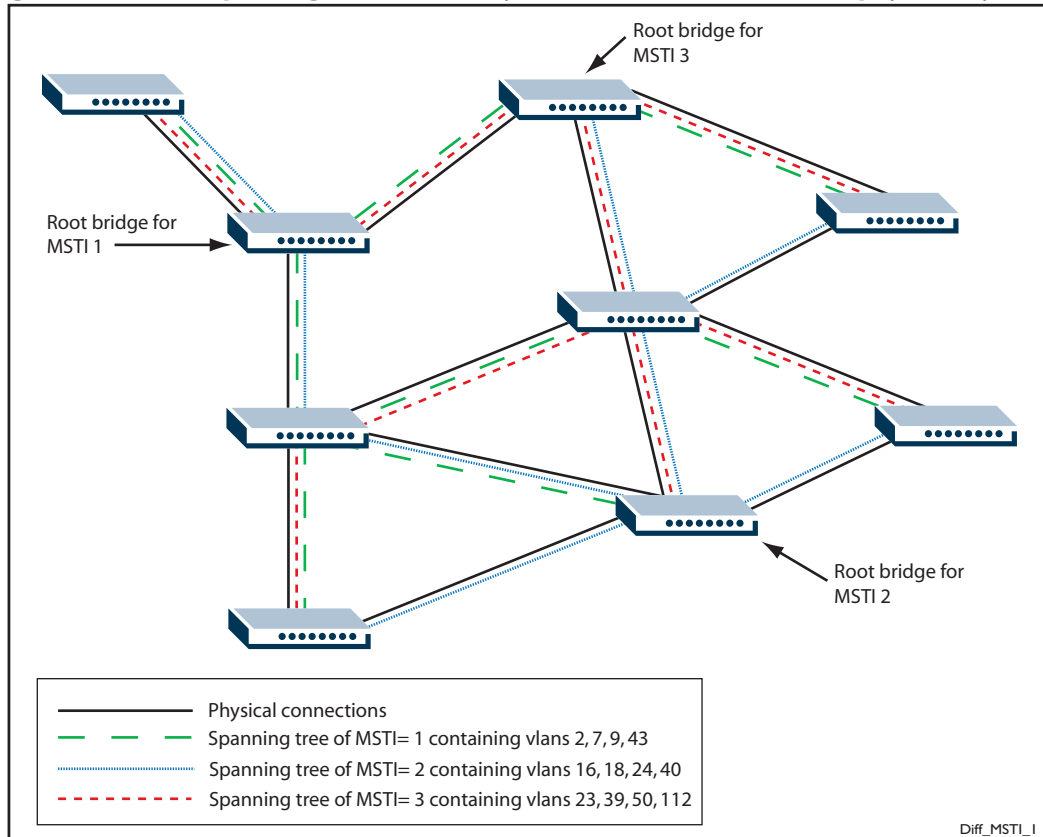 Root bridge for
MSTI 3
Root bridge for
MSTI 1
Root bridge for
MSTI 2
Physical connections
Spanning tree of MSTI= 1 containing vlans 2, 7, 9, 43
Spanning tree of MSTI= 2 containing vlans 16, 18, 24, 40
Spanning tree of MSTI= 3 containing vlans 23, 39, 50, 112
Diff_MSTI_1